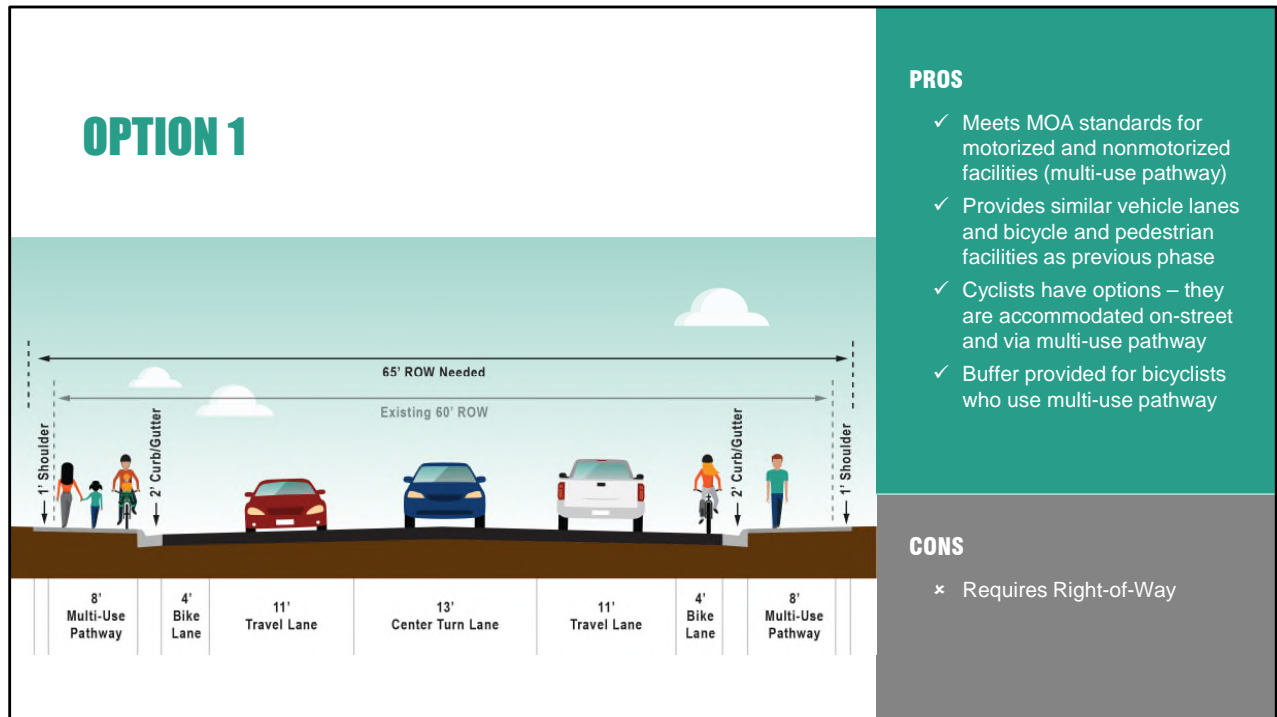 OPTION 1
65' ROW Needed
Existing 60' ROW
1' Shoulder
2' Curb/Gutter
2' Curb/Gutter
1' Shoulder
8'
Multi-Use
Pathway
4'
Bike
Lane
11'
Travel Lane
13'
Center Turn Lane
11'
Travel Lane
4'
Bike
Lane
8'
Multi-Use
Pathway
PROS
✓ Meets MOA standards for
motorized and nonmotorized
facilities (multi-use pathway)
✓ Provides similar vehicle lanes
and bicycle and pedestrian
facilities as previous phase
✓ Cyclists have options – they
are accommodated on-street
and via multi-use pathway
✓ Buffer provided for bicyclists
who use multi-use pathway
CONS
× Requires Right-of-Way